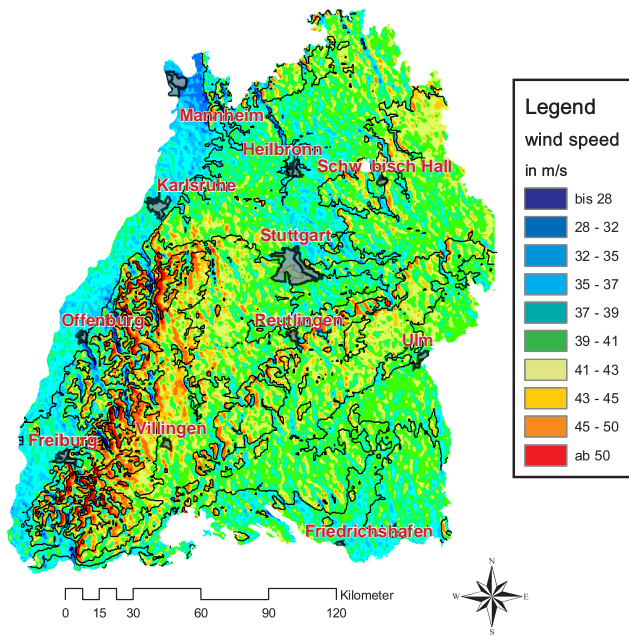 Mannheim
Heilbronn
Schwäbisch Hall
Karlsruhe
Stuttgart
Offenburg
Reutlingen
Ulm
Villingen
Freiburg
Friedrichshafen
Legend
wind speed
in m/s
bis 28
28 - 32
32 - 35
35 - 37
37 - 39
39 - 41
41 - 43
43 - 45
45 - 50
ab 50
Kilometer
0 15 30 60 90 120
N
W E
S